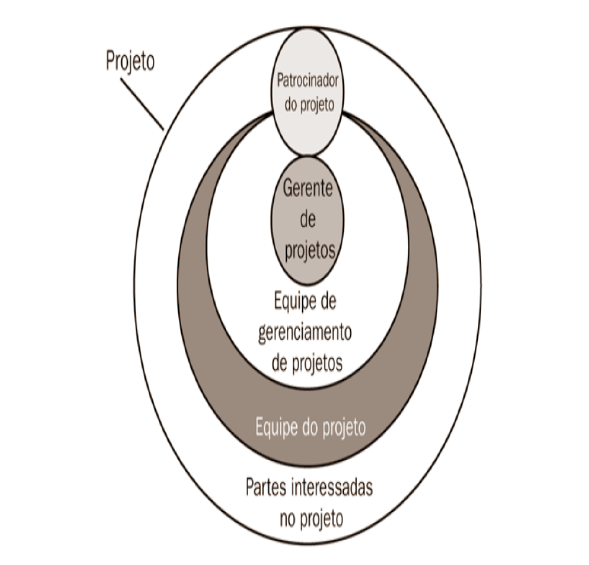 Projeto
Patrocinador
do projeto
Gerente
de
projetos
Equipe de
gerenciamento
de projetos
Equipe do projeto
Partes interessadas
no projeto